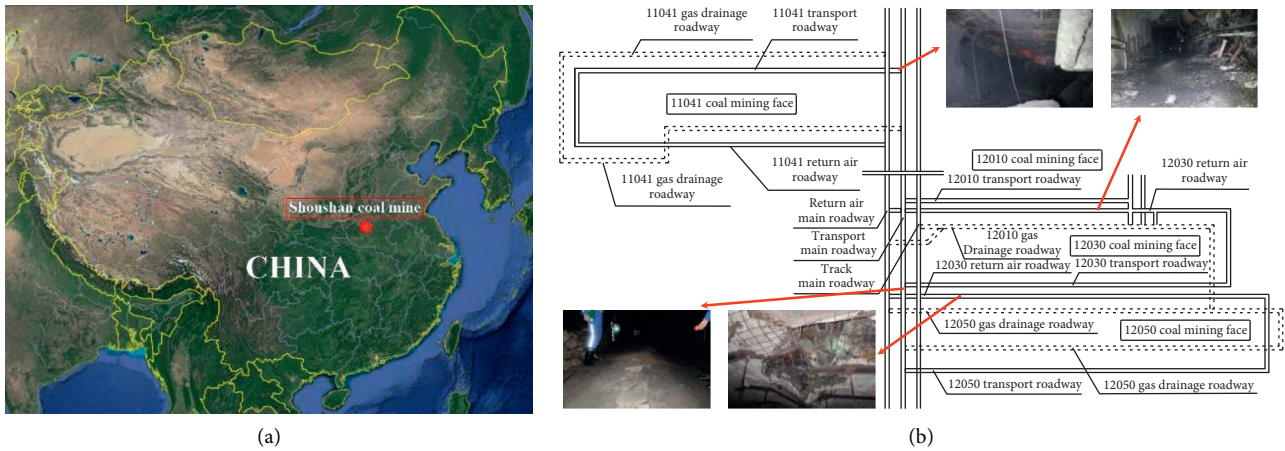 Shoushan coal mine
CHINA
(a)
11041 gas drainage
roadway
11041 transport
roadway
11041 coal mining face
11041 gas drainage
roadway
11041 return air
roadway
12010 coal mining face
12010 transport roadway
12030 return air
roadway
Return air
main roadway
Transport
main roadway
Track
main roadway
12010 gas
Drainage roadway
12030 coal mining face
12030 return air roadway
12030 transport roadway
12050 gas drainage roadway
12050 coal mining face
12050 transport roadway
12050 gas drainage roadway
(b)